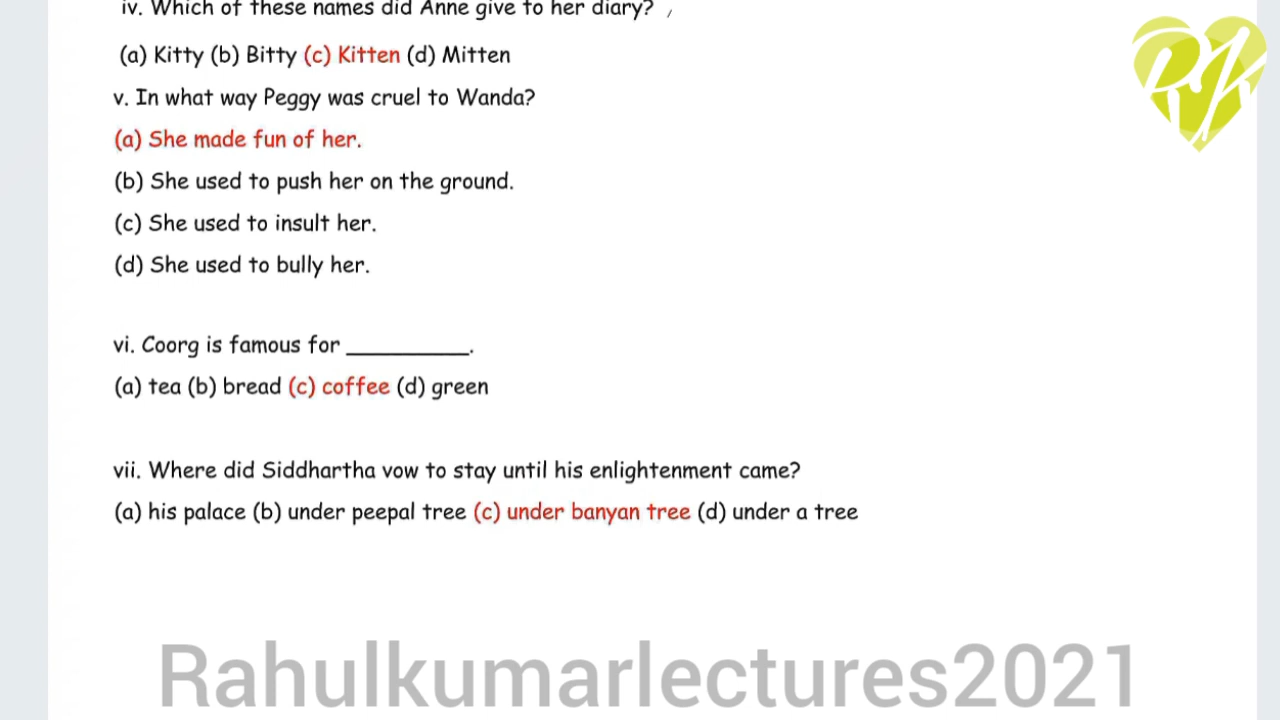 iv. Which of these names did Anne give to her diary?
(a) Kitty (b) Bitty (c) Kitten (d) Mitten
v. In what way Peggy was cruel to Wanda?
(a) She made fun of her.
(b) She used to push her on the ground.
(c) She used to insult her.
(d) She used to bully her.
vi. Coorg is famous for __________.
(a) tea (b) bread (c) coffee (d) green
vii. Where did Siddhartha vow to stay until his enlightenment came?
(a) his palace (b) under peepal tree (c) under banyan tree (d) under a tree
Rahulkumarlectures2021
RK